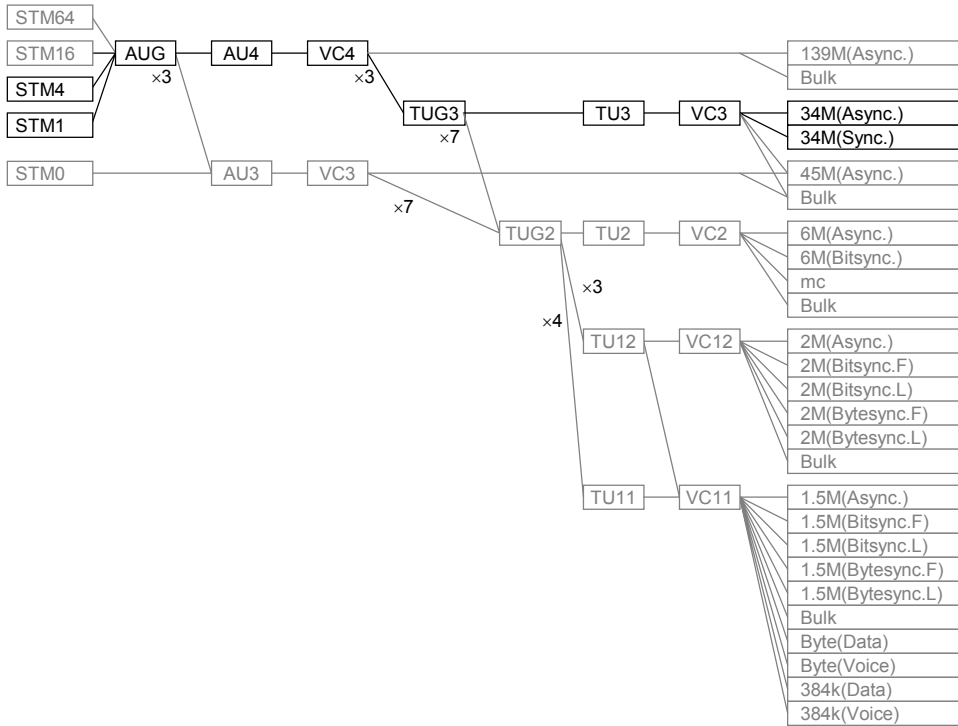 STM64
STM16
AUG
AU4
VC4
139M(Async.)
×3
×3
Bulk
STM4
TUG3
TU3
VC3
34M(Async.)
STM1
×7
34M(Sync.)
STM0
AU3
VC3
45M(Async.)
Bulk
×7
TUG2
TU2
VC2
6M(Async.)
6M(Bitsync.)
mc
×3
Bulk
×4
TU12
VC12
2M(Async.)
2M(Bitsync.F)
2M(Bitsync.L)
2M(Bytesync.F)
2M(Bytesync.L)
Bulk
TU11
VC11
1.5M(Async.)
1.5M(Bitsync.F)
1.5M(Bitsync.L)
1.5M(Bytesync.F)
1.5M(Bytesync.L)
Bulk
Byte(Data)
Byte(Voice)
384k(Data)
384k(Voice)